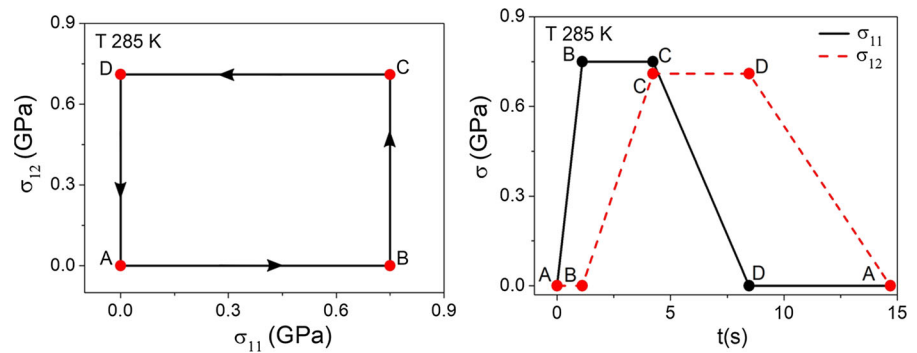 0.9
T 285 K
D
C
0.6
σ12 (GPa)
0.3
A
B
0.0
0.0
0.3
0.6
0.9
σ11 (GPa)
0.9
T 285 K
σ11
σ12
B
C
C
D
0.6
σ (GPa)
0.3
A
B
D
A
0.0
0
5
10
15
t(s)